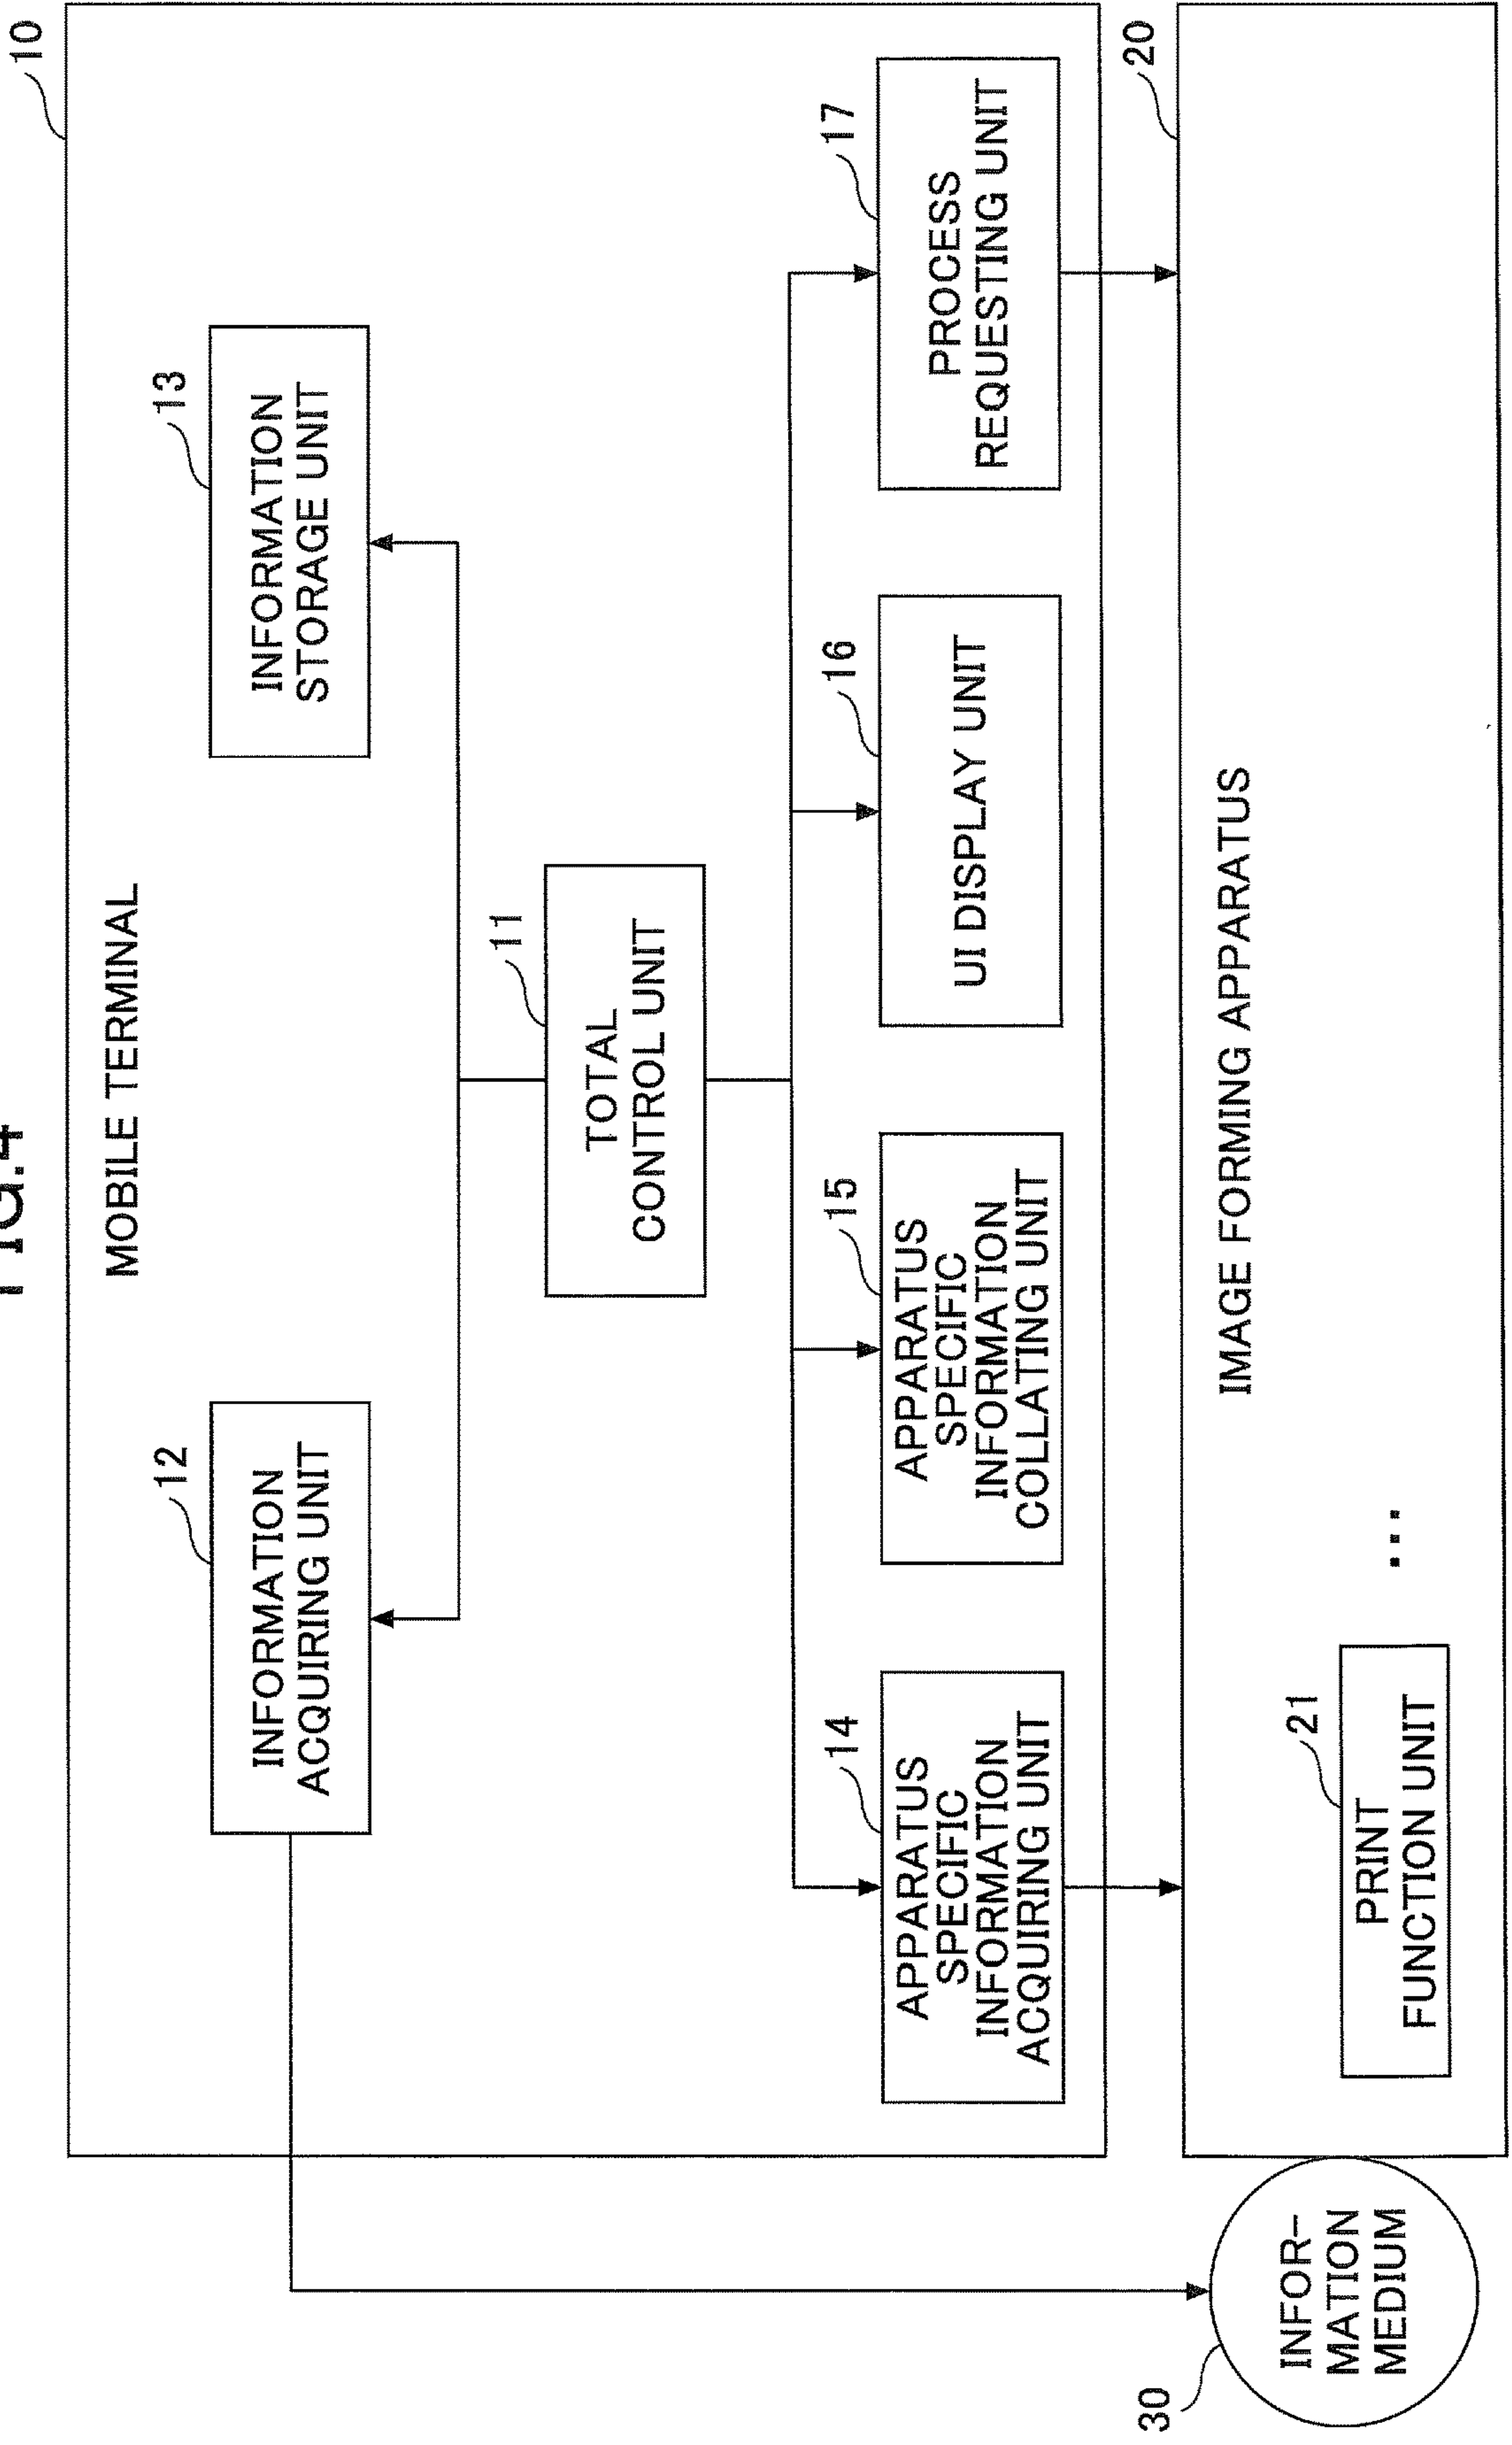 FIG.4
10
MOBILE TERMINAL
12
INFORMATION
ACQUIRING UNIT
13
INFORMATION
STORAGE UNIT
11
TOTAL
CONTROL UNIT
14
APPARATUS
SPECIFIC
INFORMATION
ACQUIRING UNIT
15
APPARATUS
SPECIFIC
INFORMATION
COLLATING UNIT
16
UI DISPLAY UNIT
17
PROCESS
REQUESTING UNIT
20
IMAGE FORMING APPARATUS
21
PRINT
FUNCTION UNIT
...
30
INFOR-
MATION
MEDIUM